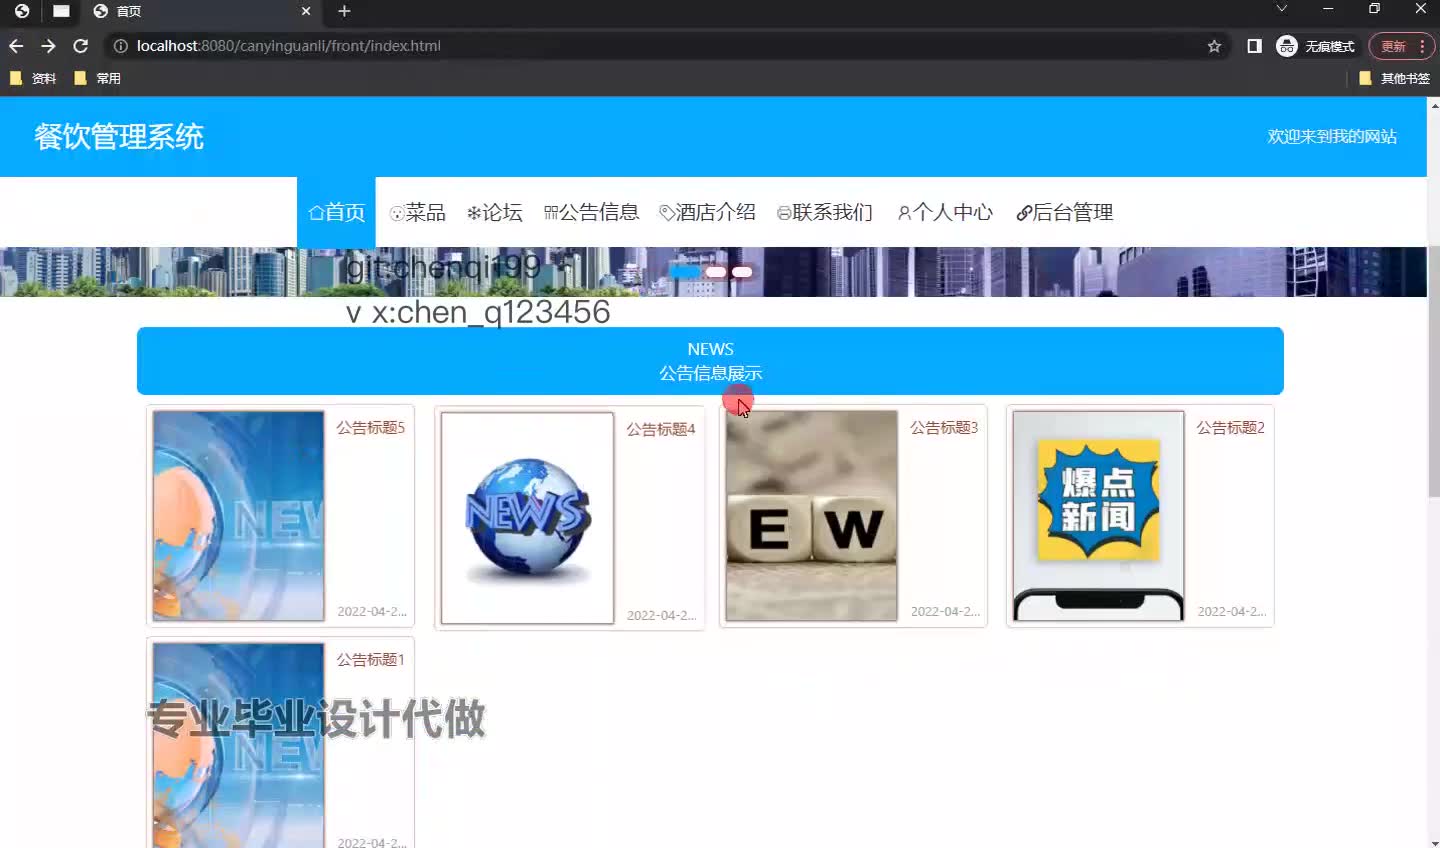 首页
localhost:8080/canyinguanli/front/index.html
无痕模式
更新
资料
常用
其他书签
餐饮管理系统
欢迎来到我的网站
首页
菜品
论坛
公告信息
酒店介绍
联系我们
个人中心
后台管理
git:chenqi199
v x:chen_q123456
NEWS
公告信息展示
NEW
公告标题5
2022-04-2...
NEWS
公告标题4
2022-04-2...
E W
公告标题3
2022-04-2...
爆点
新闻
公告标题2
2022-04-2...
公告标题1
专业毕业设计代做
NEW
2022-04-2...